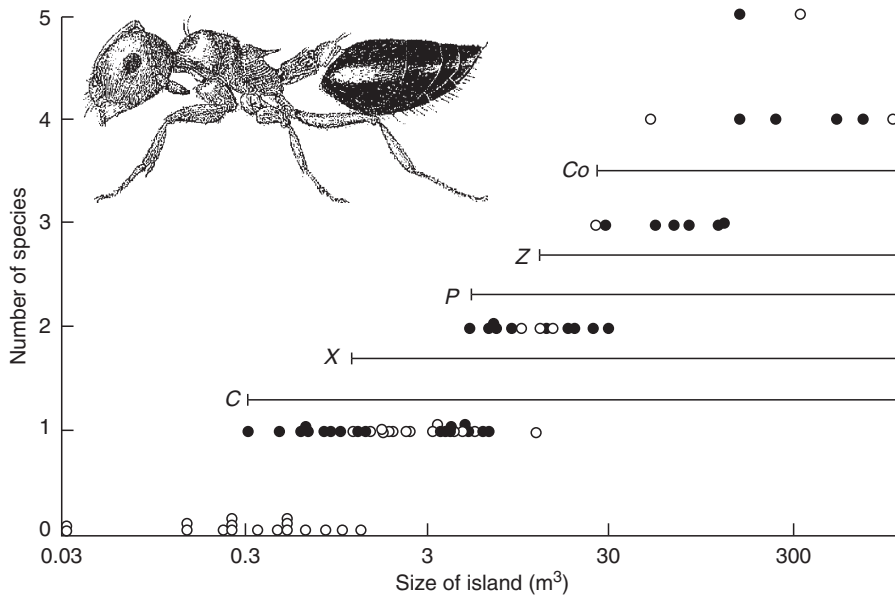 5
4
Co
3
Z
P
2
X
C
1
0
0.03 0.3 3 30 300
Size of island (m³)
Number of species